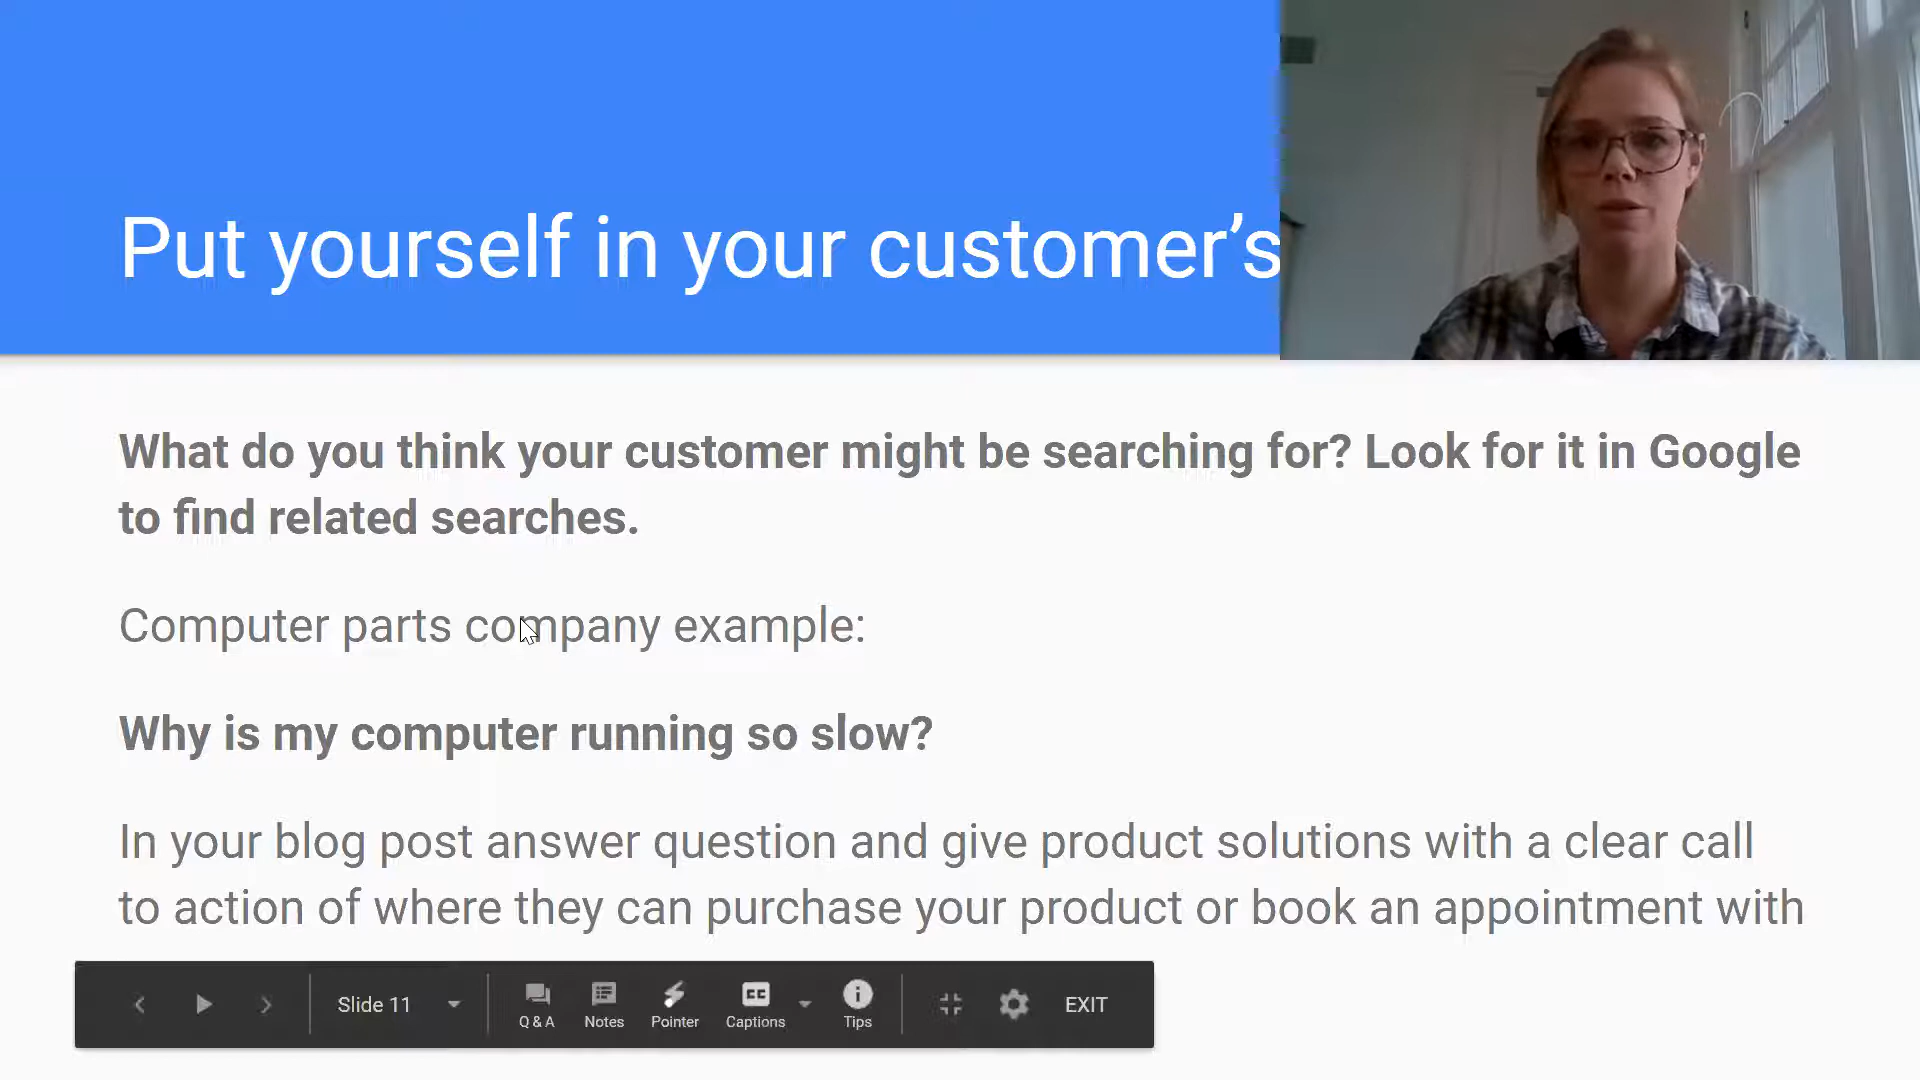 Put yourself in your customer’s
What do you think your customer might be searching for? Look for it in Google
to find related searches.
Computer parts company example:
Why is my computer running so slow?
In your blog post answer question and give product solutions with a clear call
to action of where they can purchase your product or book an appointment with
Slide 11
Q & A
Notes
Pointer
CC
Captions
Tips
EXIT